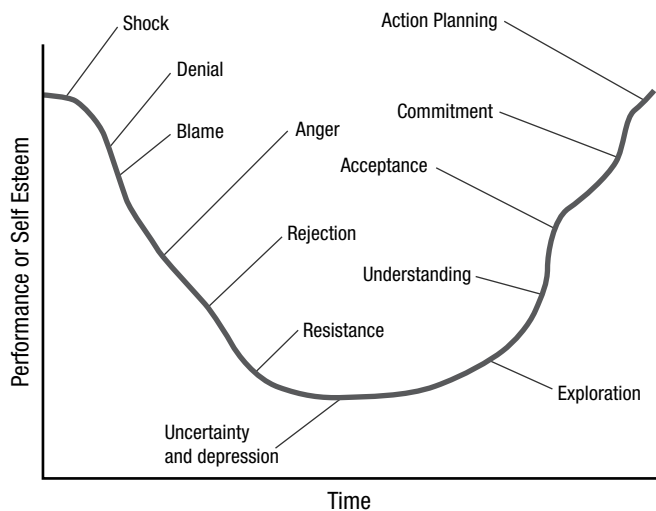 Shock
Action Planning
Denial
Commitment
Blame
Anger
Acceptance
Rejection
Understanding
Resistance
Exploration
Uncertainty
and depression
Performance or Self Esteem
Time